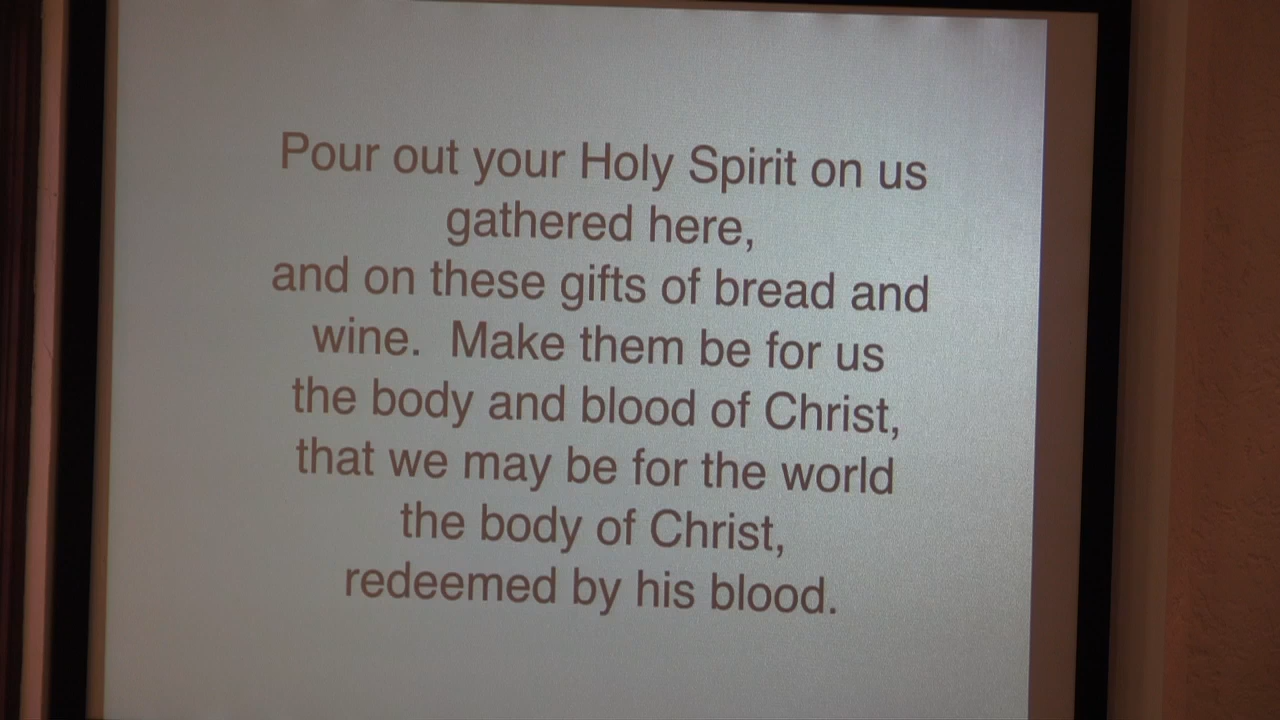 Pour out your Holy Spirit on us
gathered here,
and on these gifts of bread and
wine.  Make them be for us
the body and blood of Christ,
that we may be for the world
the body of Christ,
redeemed by his blood.